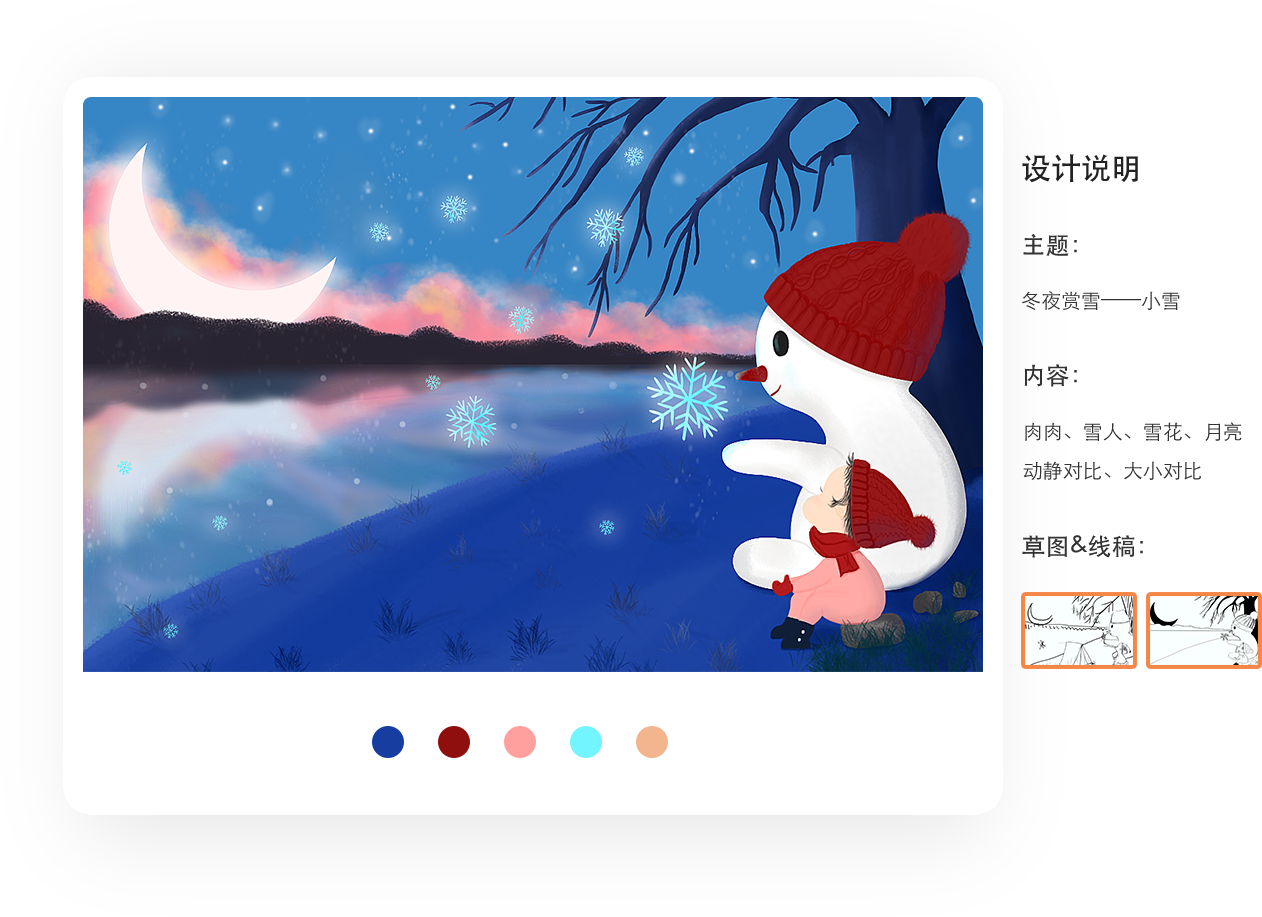 设计说明
主题：
冬夜赏雪——小雪
内容：
肉肉、雪人、雪花、月亮
动静对比、大小对比
草图&线稿：